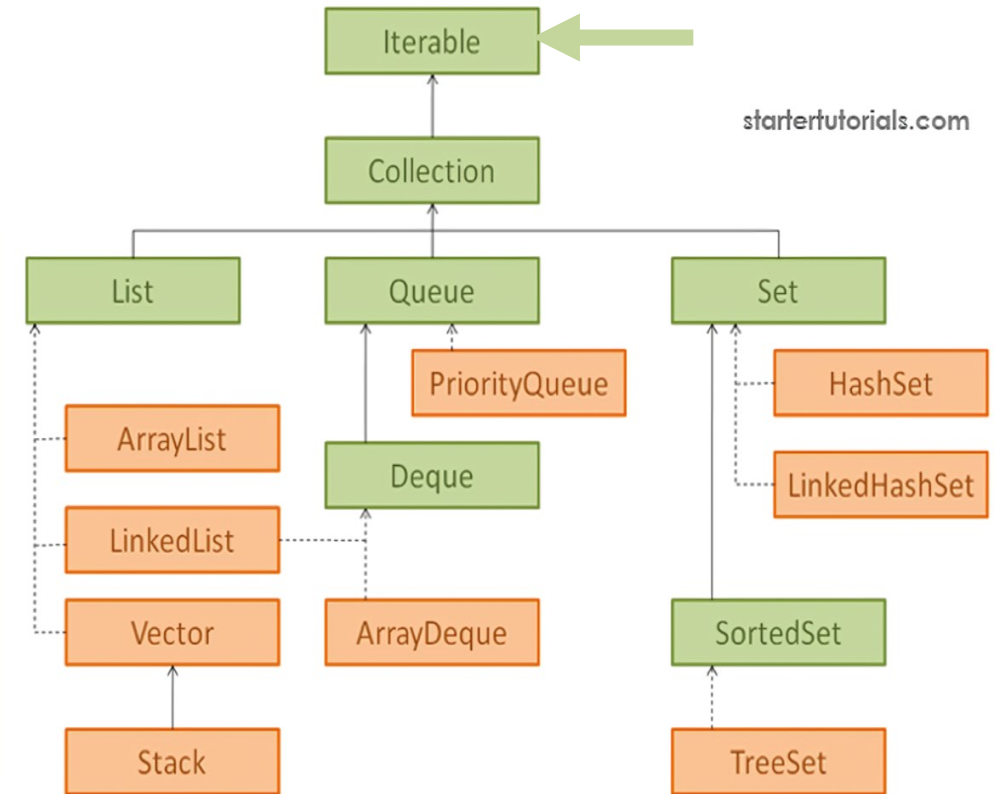 Iterable
startertutorials.com
Collection
List
Queue
Set
PriorityQueue
HashSet
ArrayList
Deque
LinkedHashSet
LinkedList
Vector
ArrayDeque
SortedSet
Stack
TreeSet